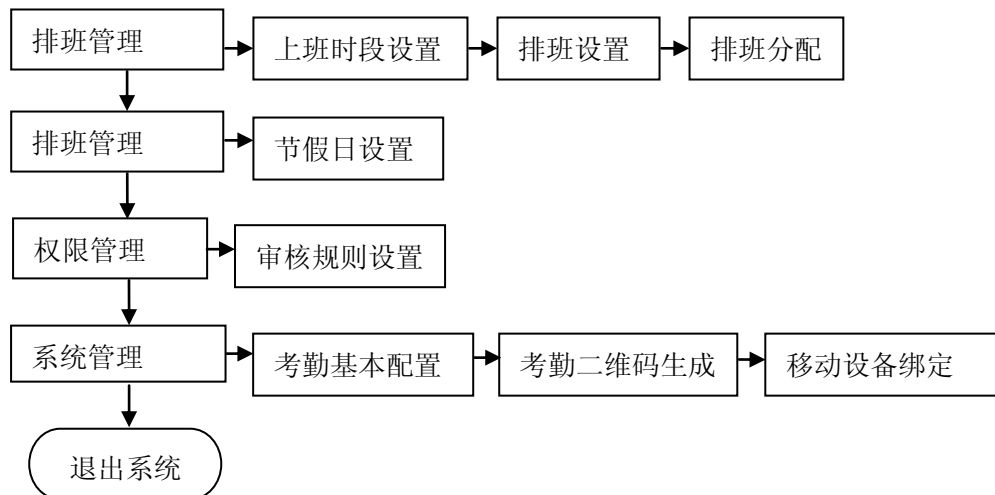 排班管理
上班时段设置
排班设置
排班分配
排班管理
节假日设置
权限管理
审核规则设置
系统管理
考勤基本配置
考勤二维码生成
移动设备绑定
退出系统